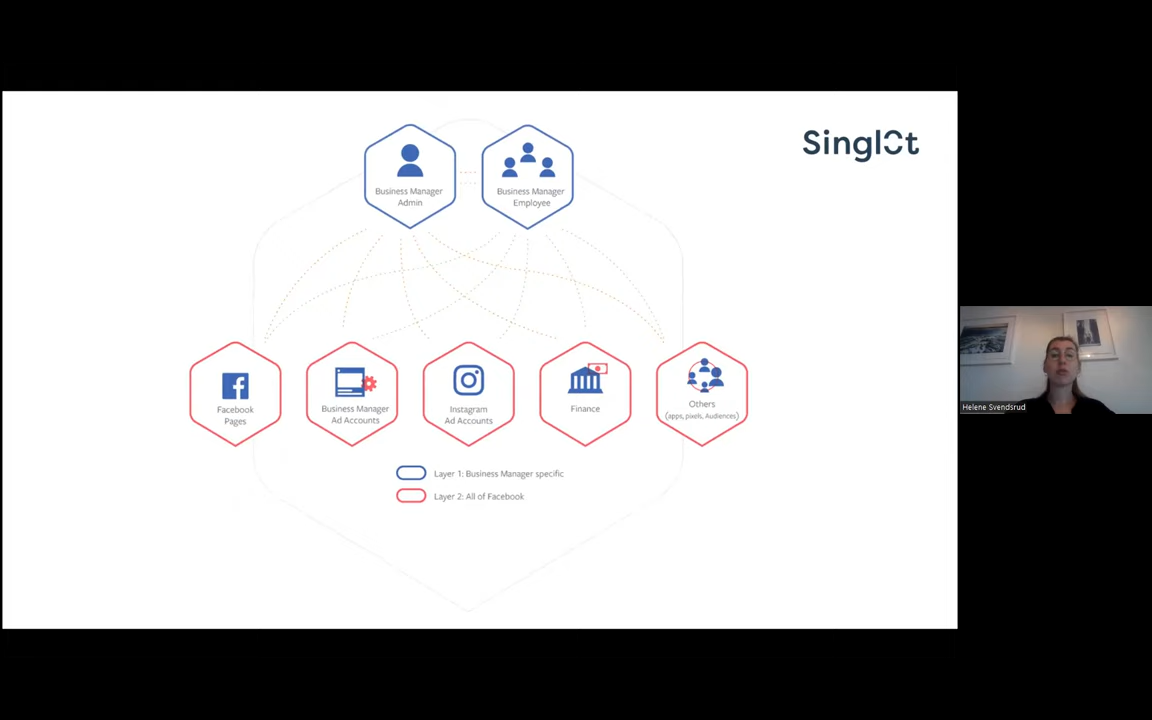 Singlot
Business Manager
Admin
Business Manager
Employee
Facebook
Pages
Business Manager
Ad Accounts
Instagram
Ad Accounts
Finance
Others
(apps, pixels, Audiences)
Layer 1: Business Manager specific
Layer 2: All of Facebook
Helene Svendsrud